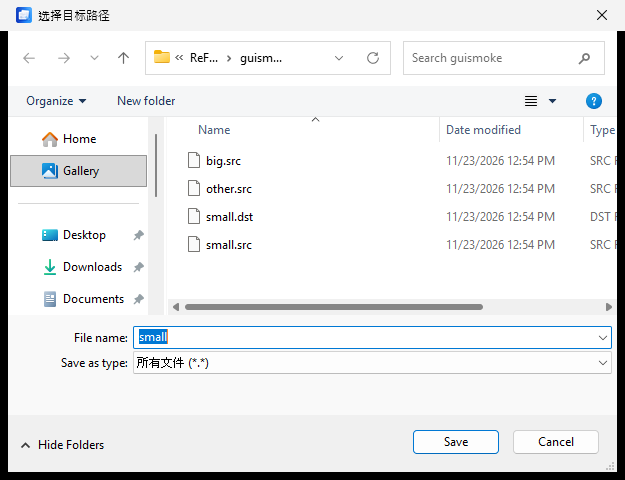 选择目标路径
« ReF... › guism...
Search guismoke
Organize
New folder
?
Home
Gallery
Desktop
Downloads
Documents
Name
Date modified
Type
big.src
11/23/2026 12:54 PM
SRC F
other.src
11/23/2026 12:54 PM
SRC F
small.dst
11/23/2026 12:54 PM
DST F
small.src
11/23/2026 12:54 PM
SRC F
File name:
small
Save as type:
所有文件 (*.*)
Hide Folders
Save
Cancel